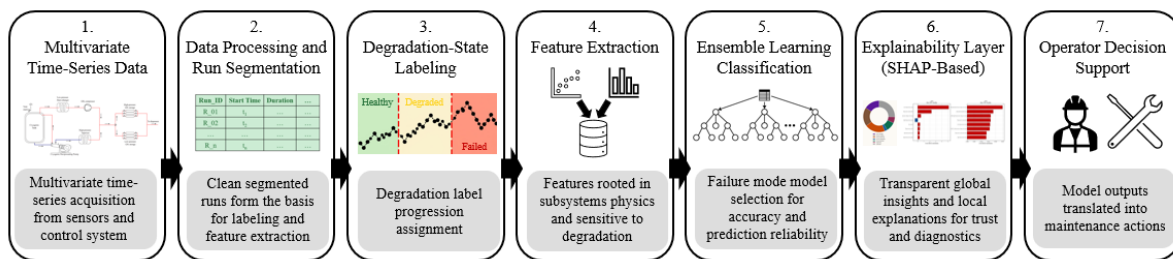 1.
Multivariate
Time-Series Data
Multivariate time-
series acquisition
from sensors and
control system
2.
Data Processing and
Run Segmentation
Run_ID Start Time Duration ....
R_01 t₁ .... ....
R_02 t₂ .... ....
.... .... .... ....
R_n tₙ .... ....
Clean segmented
runs form the basis
for labeling and
feature extraction
3.
Degradation-State
Labeling
Healthy Degraded
Failed
Degradation label
progression
assignment
4.
Feature Extraction
Features rooted in
subsystems physics
and sensitive to
degradation
5.
Ensemble Learning
Classification
Failure mode model
selection for
accuracy and
prediction reliability
6.
Explainability Layer
(SHAP-Based)
Transparent global
insights and local
explanations for trust
and diagnostics
7.
Operator Decision
Support
Model outputs
translated into
maintenance actions